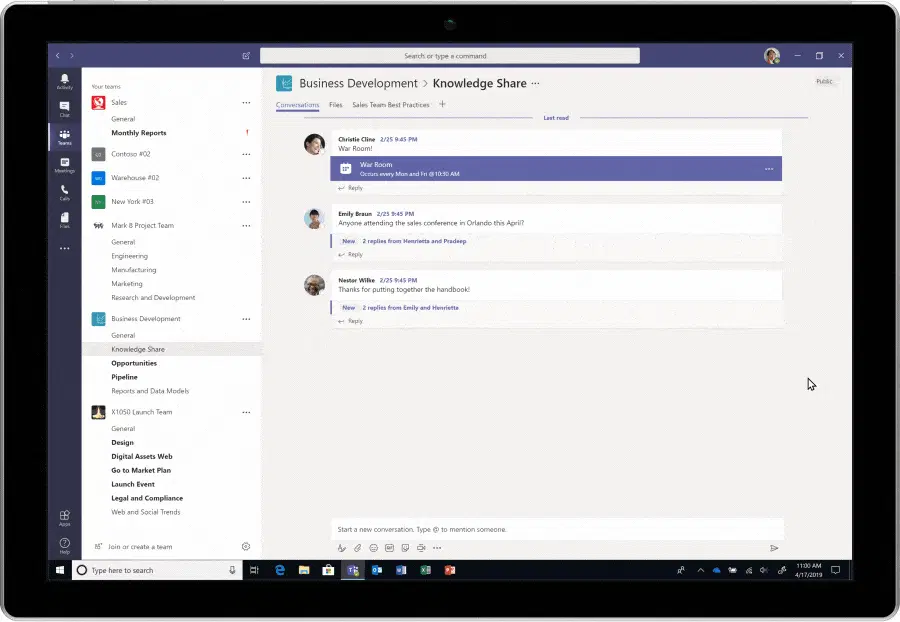 Search or type a command
Activity
Chat
Teams
Meetings
Calls
Files
Apps
Help
Your teams
Sales
General
Monthly Reports
Contoso #02
Warehouse #02
New York #03
Mark 8 Project Team
General
Engineering
Manufacturing
Marketing
Research and Development
Business Development
General
Knowledge Share
Opportunities
Pipeline
Reports and Data Models
X1050 Launch Team
General
Design
Digital Assets Web
Go to Market Plan
Launch Event
Legal and Compliance
Web and Social Trends
Join or create a team
Business Development > Knowledge Share ...
Public
Conversations Files Sales Team Best Practices +
Last read
Christie Cline 2/25 9:45 PM
War Room!
War Room
Occurs every Mon and Fri @10:30 AM
Reply
Emily Braun 2/25 9:45 PM
Anyone attending the sales conference in Orlando this April?
New 2 replies from Henrietta and Pradeep
Reply
Nestor Wilke 2/25 9:45 PM
Thanks for putting together the handbook!
New 2 replies from Emily and Henrietta
Reply
Start a new conversation. Type @ to mention someone.
Type here to search
11:00 AM
4/17/2019